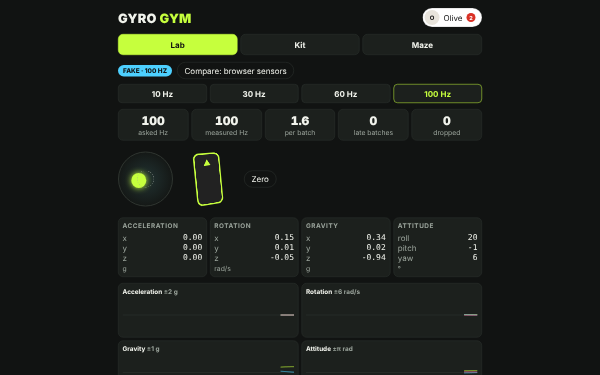 GYRO GYM
O Olive 2
Lab Kit Maze
FAKE · 100 HZ Compare: browser sensors
10 Hz 30 Hz 60 Hz 100 Hz
100 100 1.6 0 0
asked Hz measured Hz per batch late batches dropped
Zero
ACCELERATION ROTATION GRAVITY ATTITUDE
x 0.00 x 0.15 x 0.34 roll 20
y 0.00 y 0.01 y 0.02 pitch -1
z 0.00 z -0.05 z -0.94 yaw 6
g rad/s g °
Acceleration ±2 g Rotation ±6 rad/s
Gravity ±1 g Attitude ±π rad